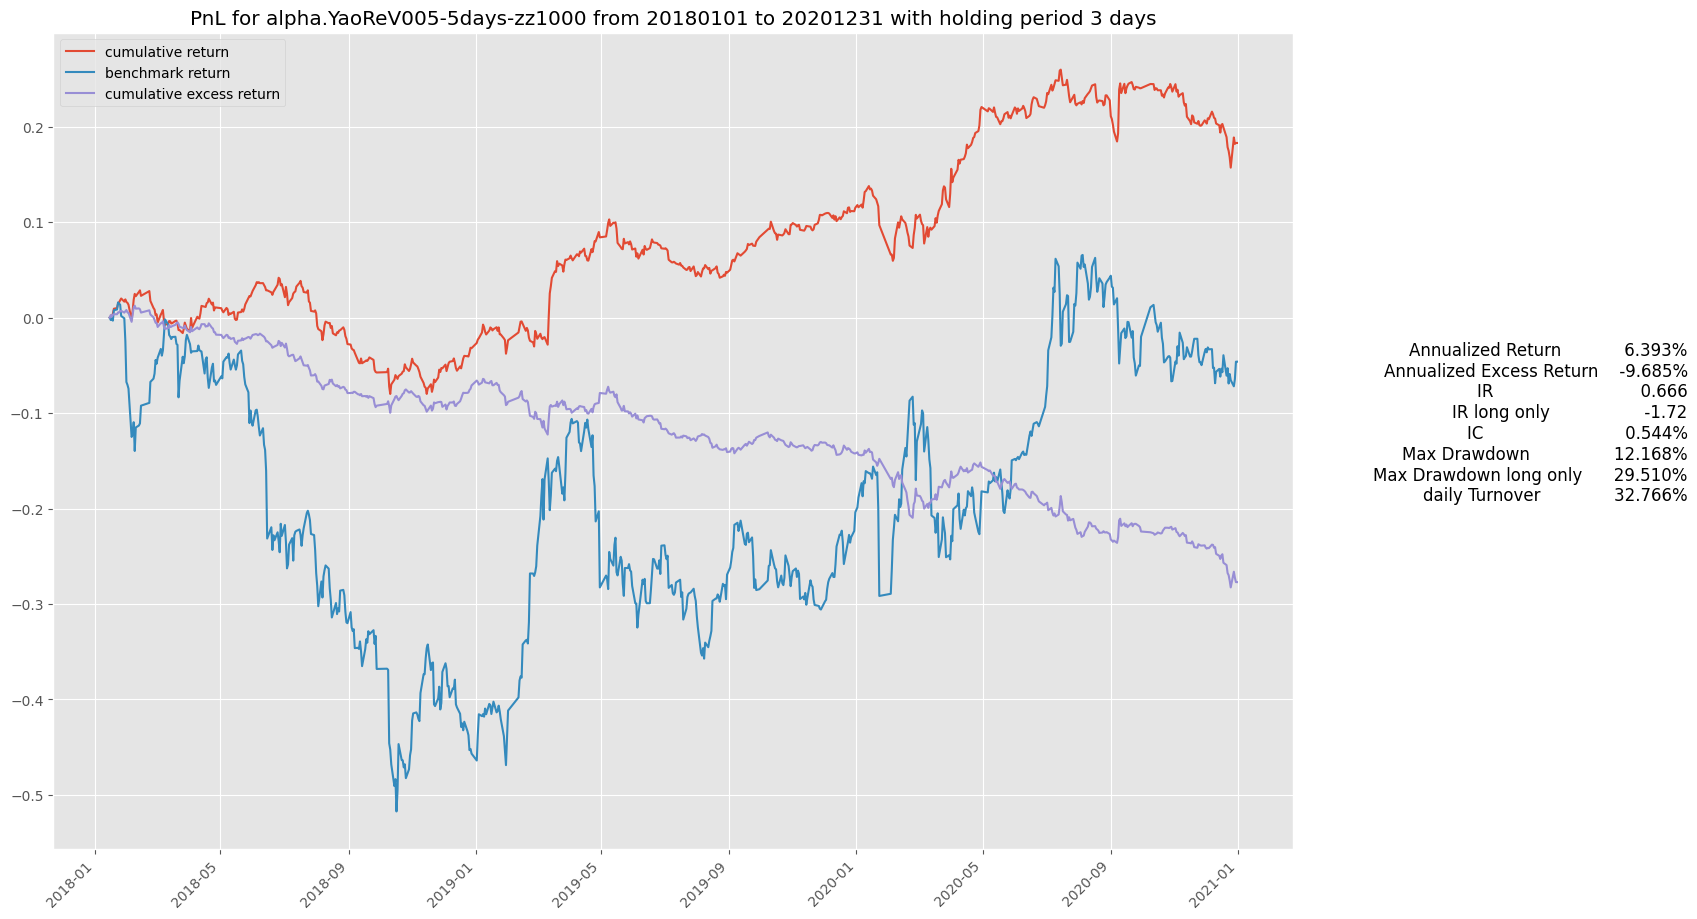 PnL for alpha.YaoReV005-5days-zz1000 from 20180101 to 20201231 with holding period 3 days
cumulative return
benchmark return
cumulative excess return
0.2
0.1
0.0
−0.1
−0.2
−0.3
−0.4
−0.5
2018-01
2018-05
2018-09
2019-01
2019-05
2019-09
2020-01
2020-05
2020-09
2021-01
Annualized Return 6.393%
Annualized Excess Return -9.685%
IR 0.666
IR long only -1.72
IC 0.544%
Max Drawdown 12.168%
Max Drawdown long only 29.510%
daily Turnover 32.766%